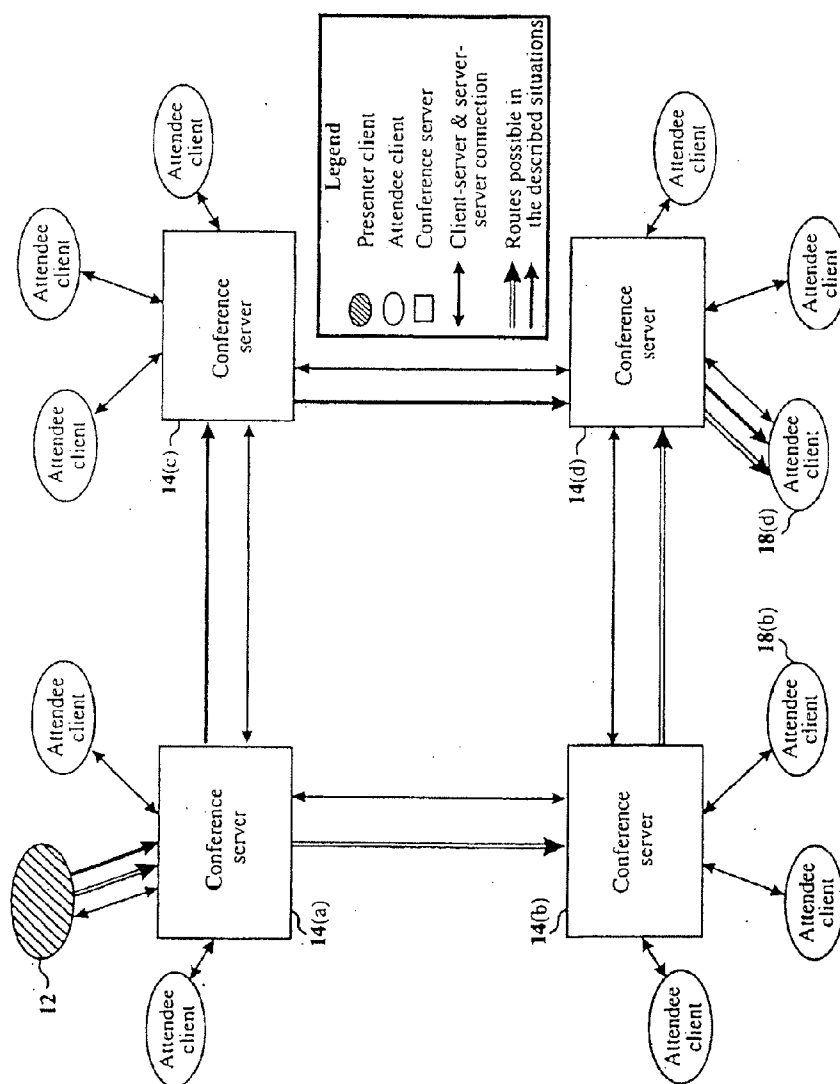 12
Attendee
client
Attendee
client
Conference
server
14(a)
Attendee
client
Attendee
client
Attendee
client
Conference
server
14(c)
Legend
Presenter client
Attendee client
Conference server
Client-server & server-
server connection
Routes possible in
the described situations
Attendee
client
Conference
server
14(b)
Attendee
client
Attendee
client
18(b)
Conference
server
14(d)
Attendee
client
18(d)
Attendee
client
Attendee
client